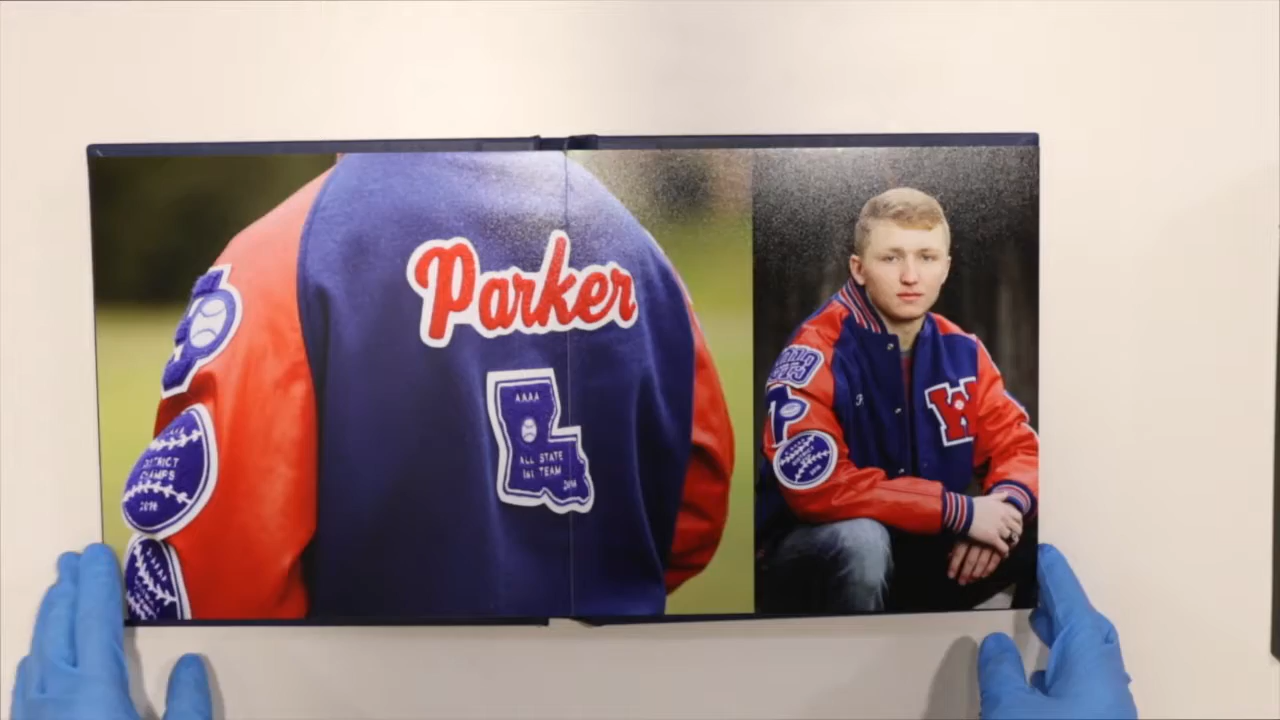 Parker
AAAA
ALL STATE
1st TEAM
2016
DISTRICT
CHAMPS
2016
W